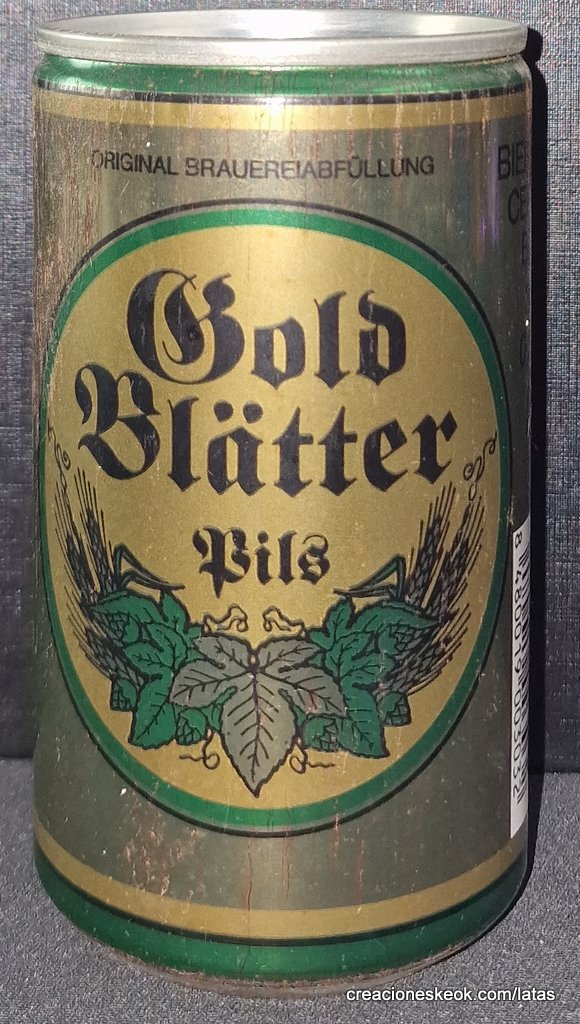 ORIGINAL BRAUEREIABFÜLLUNG
Gold
Blätter
Pils
creacioneskeok.com/latas